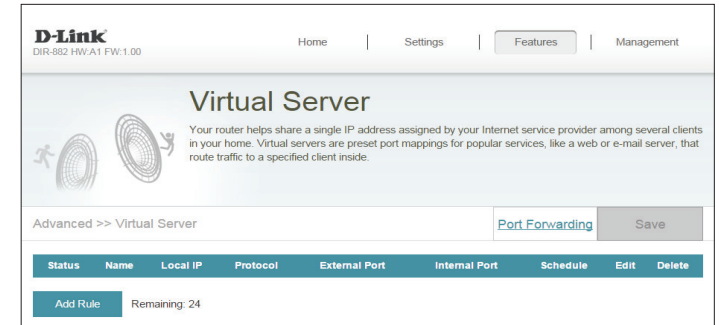 D-Link
DIR-882 HW:A1 FW:1.00
Home | Settings | Features | Management
Virtual Server
Your router helps share a single IP address assigned by your Internet service provider among several clients
in your home. Virtual servers are preset port mappings for popular services, like a web or e-mail server, that
route traffic to a specified client inside.
Advanced >> Virtual Server Port Forwarding Save
Status Name Local IP Protocol External Port Internal Port Schedule Edit Delete
Add Rule Remaining: 24